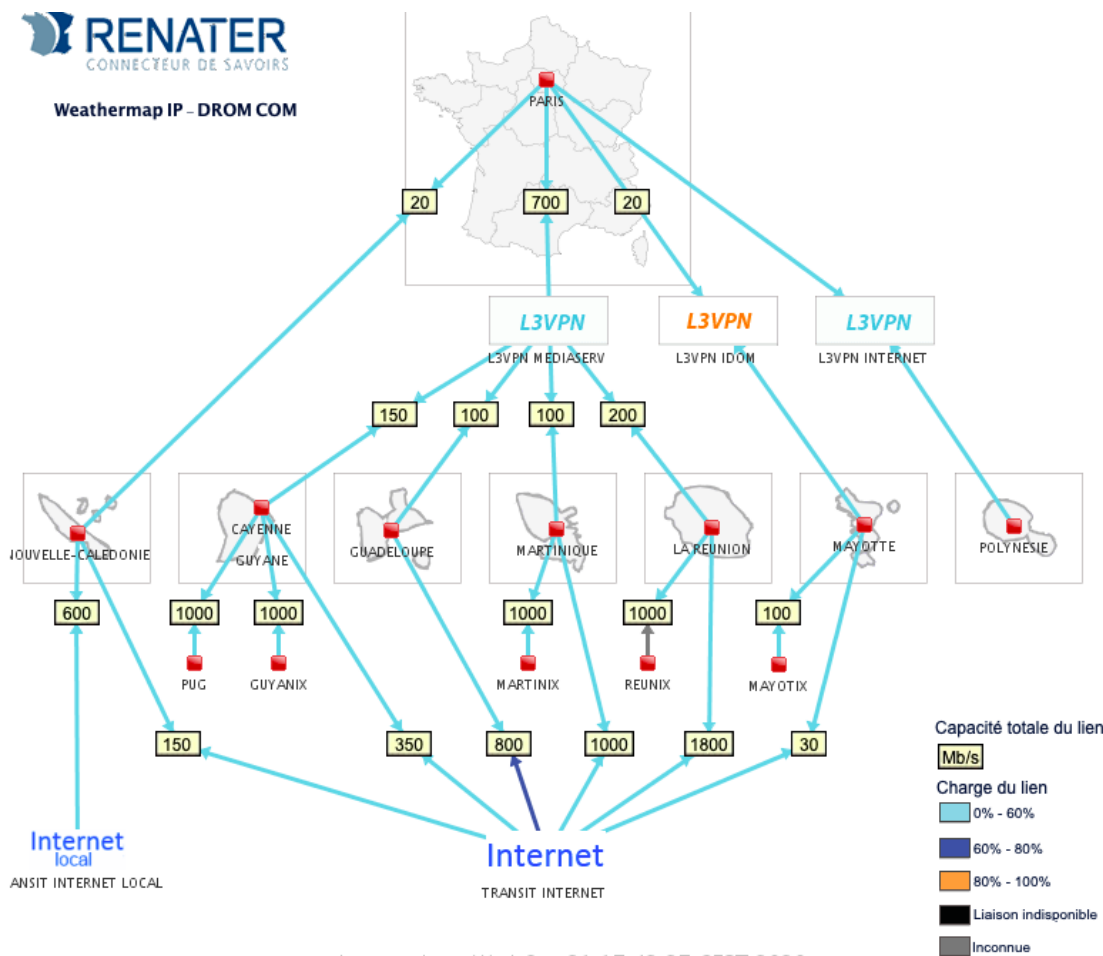 RENATER
CONNECTEUR DE SAVOIRS
Weathermap IP - DROM COM
PARIS
20
700
20
L3VPN
L3VPN
L3VPN
L3VPN MEDIASERV
L3VPN IDOM
L3VPN INTERNET
150
100
100
200
NOUVELLE-CALEDONIE
CAYENNE
GUYANE
GUADELOUPE
MARTINIQUE
LA REUNION
MAYOTTE
POLYNESIE
600
1000
1000
1000
1000
100
PUG
GUYANIX
MARTINIX
REUNIX
MAYOTIX
150
350
800
1000
1800
30
Capacité totale du lien
Mb/s
Charge du lien
0% - 60%
60% - 80%
80% - 100%
Liaison indisponible
Inconnue
Internet
local
ANSIT INTERNET LOCAL
Internet
TRANSIT INTERNET